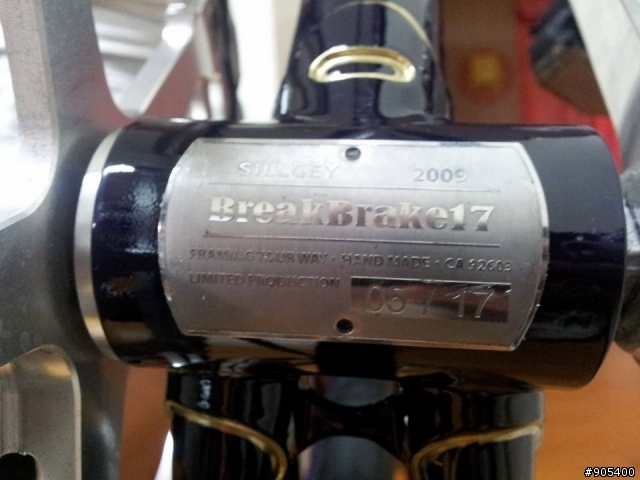 SILLGEY 2009
BreakBrake17
FRAMING YOUR WAY · HAND MADE · CA 92603
LIMITED PRODUCTION 05 / 17
#905400